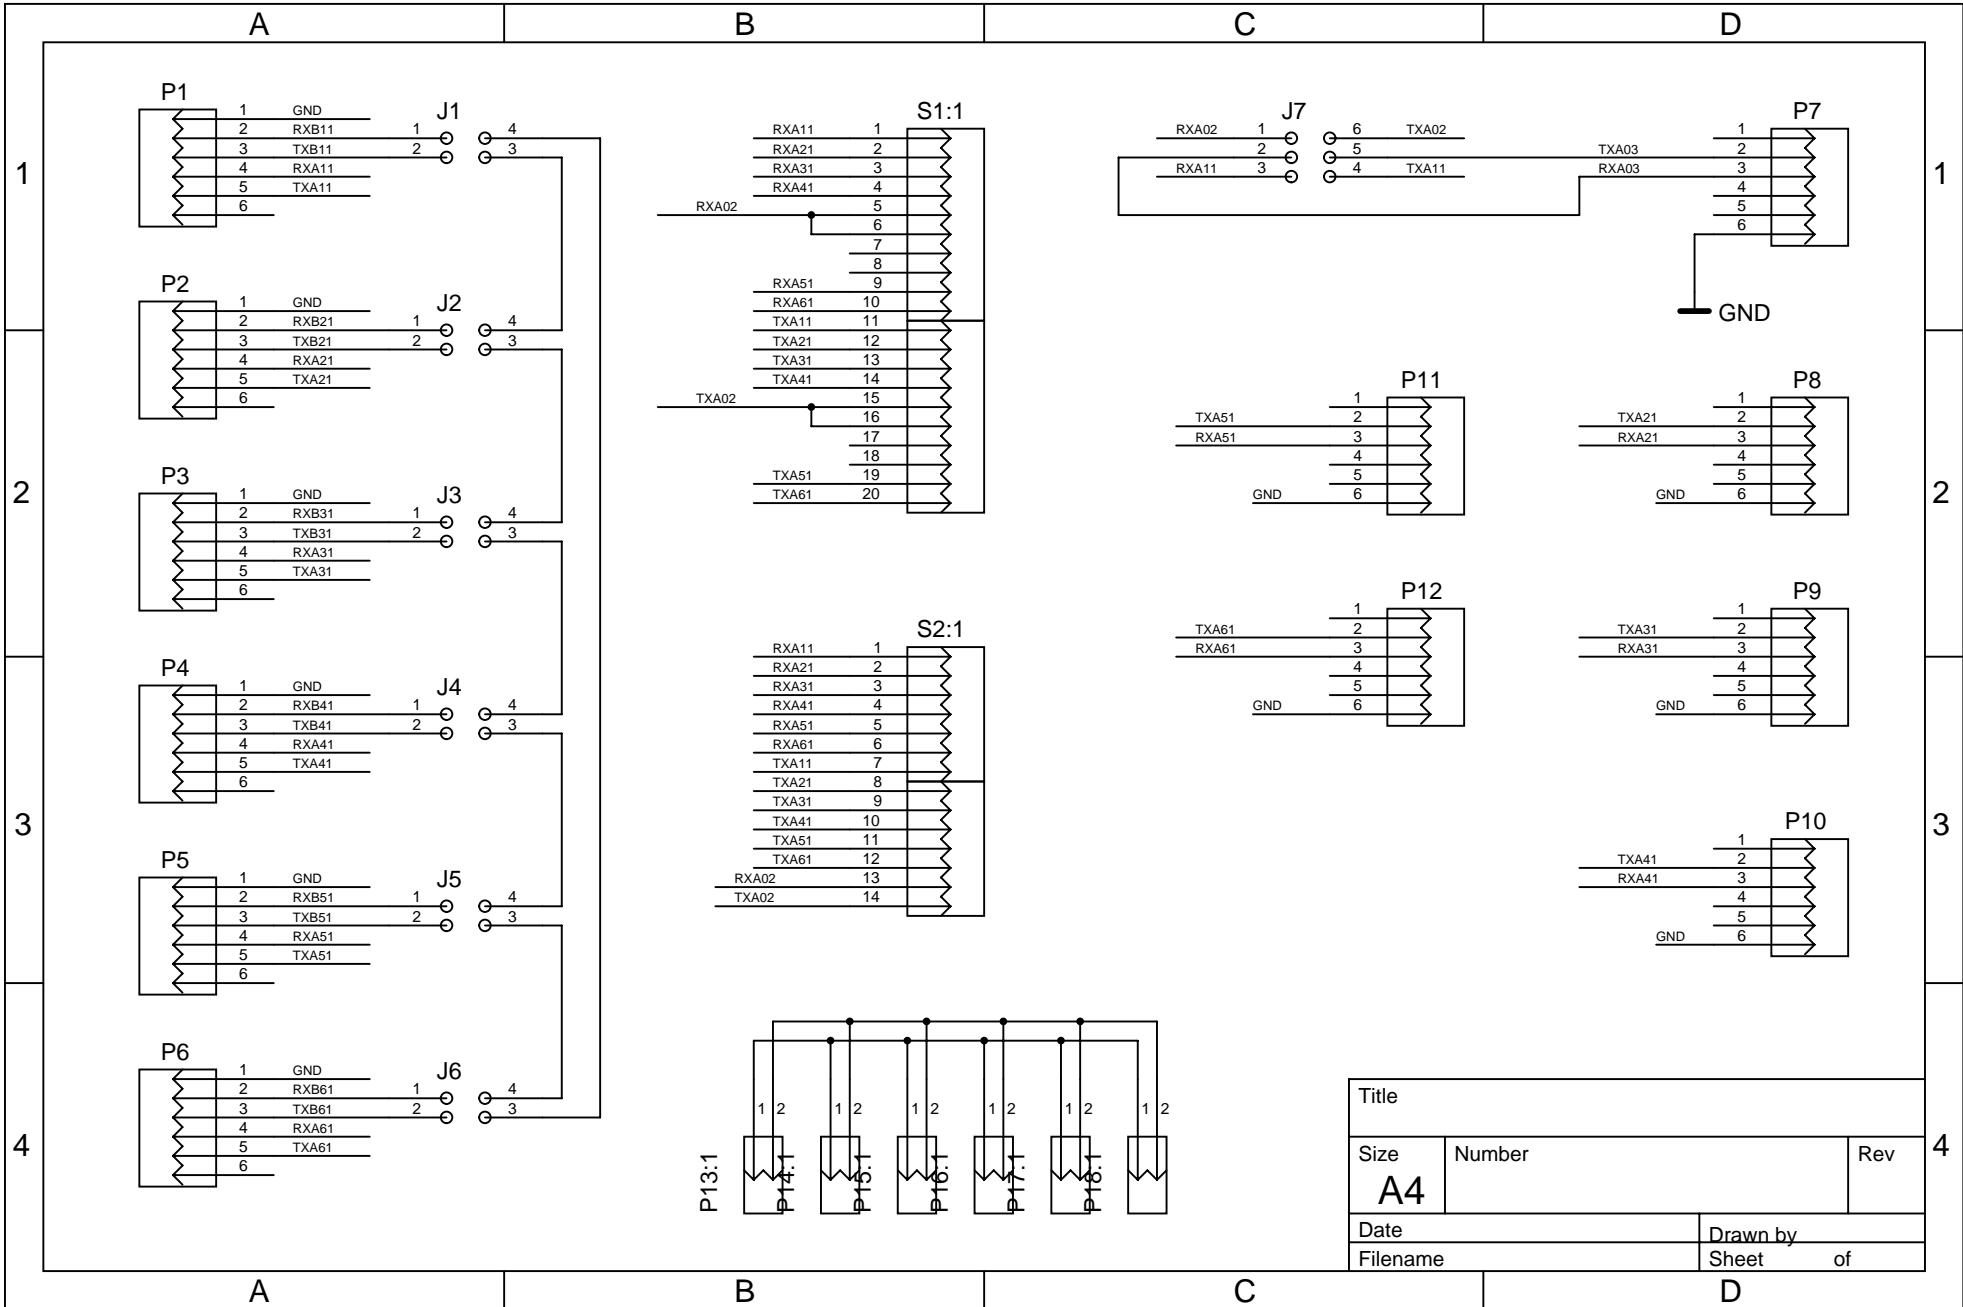 A B C D
1 1
2 2
3 3
4 4
A B C D
P1
1 GND
2 RXB11
3 TXB11
4 RXA11
5 TXA11
6
J1
1 4
2 3
P2
1 GND
2 RXB21
3 TXB21
4 RXA21
5 TXA21
6
J2
1 4
2 3
P3
1 GND
2 RXB31
3 TXB31
4 RXA31
5 TXA31
6
J3
1 4
2 3
P4
1 GND
2 RXB41
3 TXB41
4 RXA41
5 TXA41
6
J4
1 4
2 3
P5
1 GND
2 RXB51
3 TXB51
4 RXA51
5 TXA51
6
J5
1 4
2 3
P6
1 GND
2 RXB61
3 TXB61
4 RXA61
5 TXA61
6
J6
1 4
2 3
S1:1
RXA11 1
RXA21 2
RXA31 3
RXA41 4
RXA02 5
6
7
8
RXA51 9
RXA61 10
TXA11 11
TXA21 12
TXA31 13
TXA41 14
TXA02 15
16
17
18
TXA51 19
TXA61 20
S2:1
RXA11 1
RXA21 2
RXA31 3
RXA41 4
RXA51 5
RXA61 6
TXA11 7
TXA21 8
TXA31 9
TXA41 10
TXA51 11
TXA61 12
RXA02 13
TXA02 14
1 2 1 2 1 2 1 2 1 2 1 2
P13:1 P14:1 P15:1 P16:1 P17:1 P18:1
J7
RXA02 1 6 TXA02
2 5
RXA11 3 4 TXA11
P7
1
TXA03 2
RXA03 3
4
5
6
GND
P11
1
TXA51 2
RXA51 3
4
5
GND 6
P8
1
TXA21 2
RXA21 3
4
5
GND 6
P12
1
TXA61 2
RXA61 3
4
5
GND 6
P9
1
TXA31 2
RXA31 3
4
5
GND 6
P10
1
TXA41 2
RXA41 3
4
5
GND 6
Title
Size Number Rev
A4
Date Drawn by
Filename Sheet of